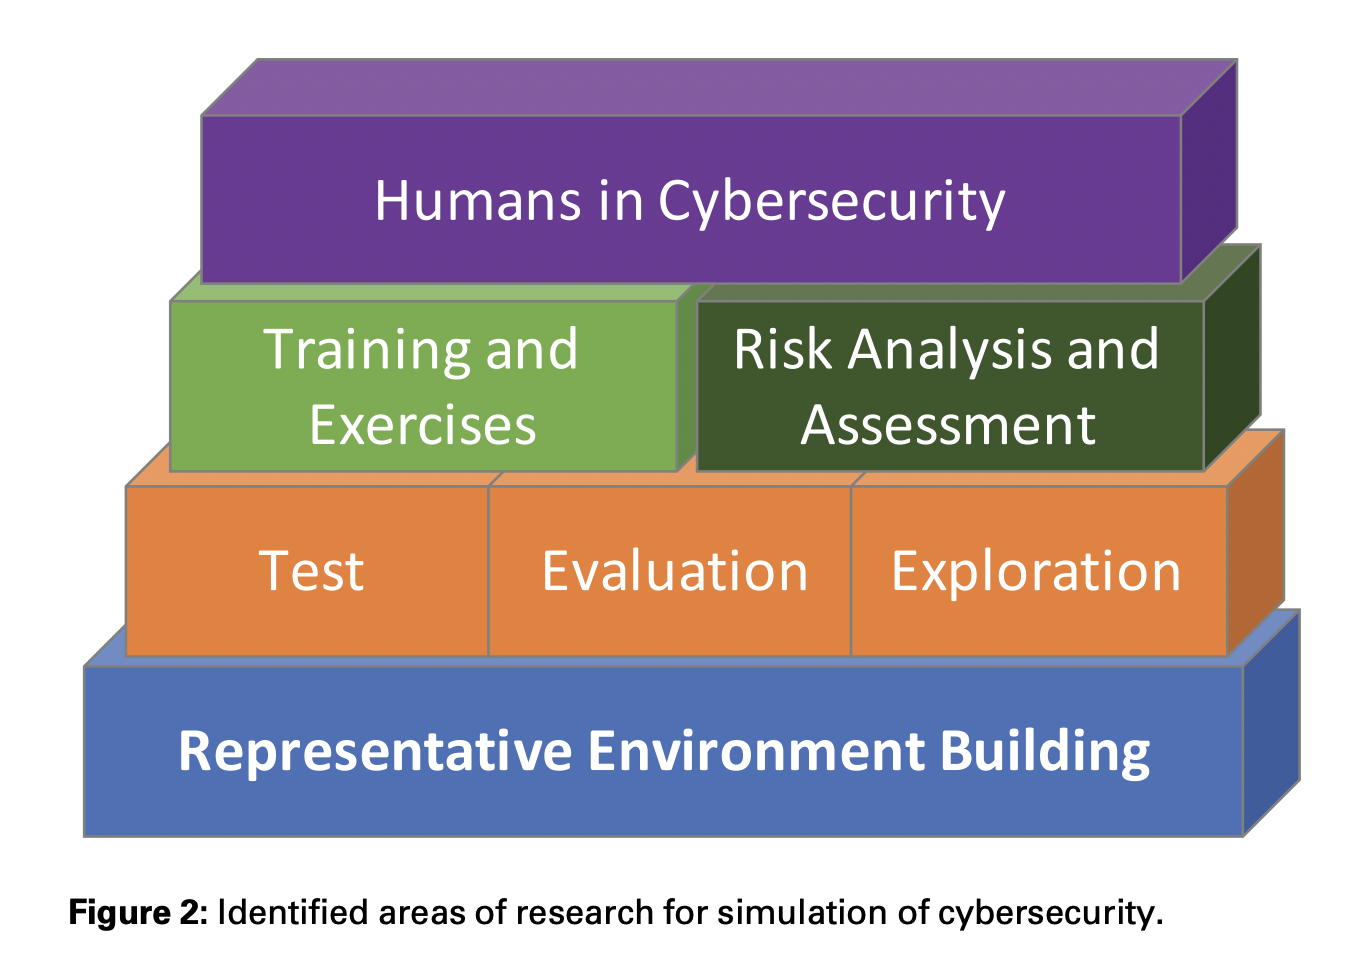 Humans in Cybersecurity
Training and
Exercises
Risk Analysis and
Assessment
Test
Evaluation
Exploration
Representative Environment Building
Figure 2: Identified areas of research for simulation of cybersecurity.